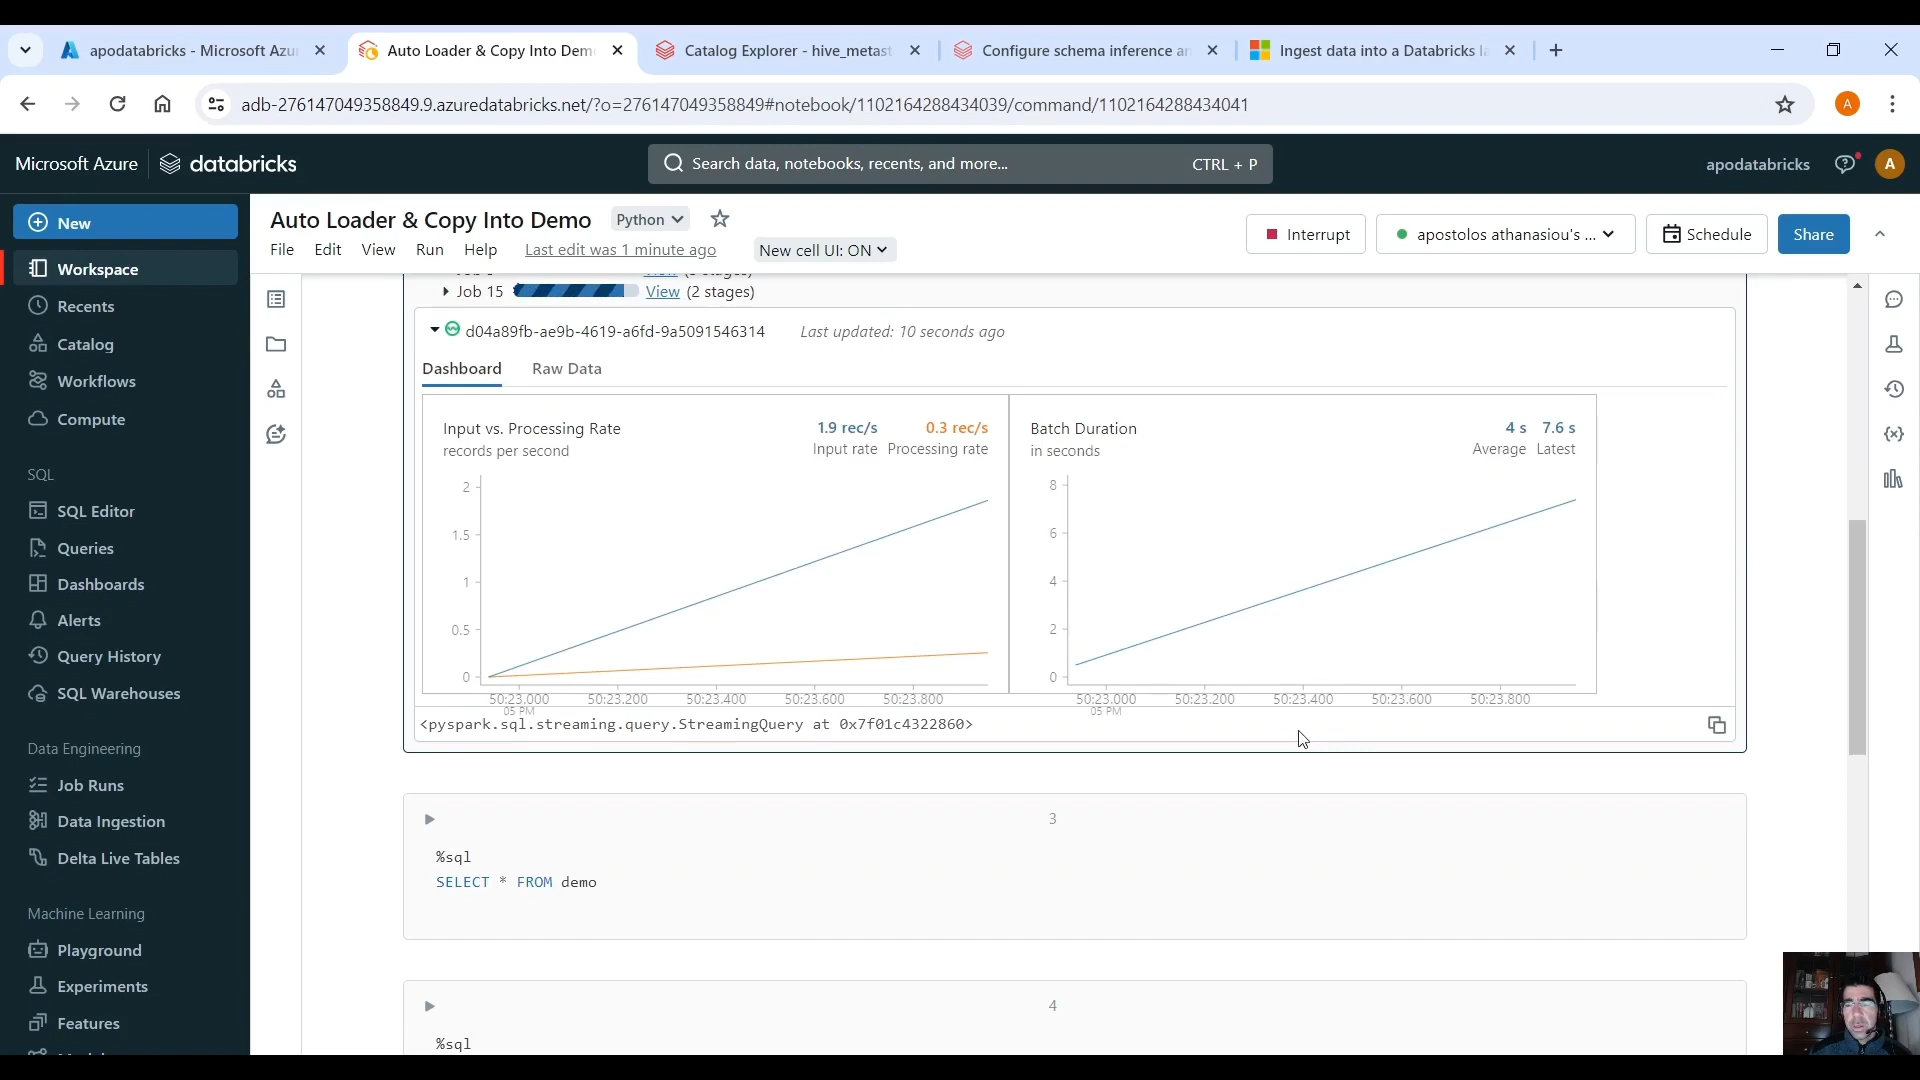 apodatabricks - Microsoft Azu
Auto Loader & Copy Into Dem
Catalog Explorer - hive_metast
Configure schema inference an
Ingest data into a Databricks la
adb-276147049358849.9.azuredatabricks.net/?o=276147049358849#notebook/1102164288434039/command/1102164288434041
A
Microsoft Azure
databricks
Search data, notebooks, recents, and more...
CTRL + P
apodatabricks
A
New
Workspace
Recents
Catalog
Workflows
Compute
SQL
SQL Editor
Queries
Dashboards
Alerts
Query History
SQL Warehouses
Data Engineering
Job Runs
Data Ingestion
Delta Live Tables
Machine Learning
Playground
Experiments
Features
Auto Loader & Copy Into Demo
Python
File Edit View Run Help Last edit was 1 minute ago New cell UI: ON
Interrupt
apostolos athanasiou's ...
Schedule
Share
Job 15 View (2 stages)
d04a89fb-ae9b-4619-a6fd-9a5091546314 Last updated: 10 seconds ago
Dashboard Raw Data
Input vs. Processing Rate
records per second
1.9 rec/s 0.3 rec/s
Input rate Processing rate
2
1.5
1
0.5
0
50:23.000 50:23.200 50:23.400 50:23.600 50:23.800
05 PM
Batch Duration
in seconds
4 s 7.6 s
Average Latest
8
6
4
2
0
50:23.000 50:23.200 50:23.400 50:23.600 50:23.800
05 PM
<pyspark.sql.streaming.query.StreamingQuery at 0x7f01c4322860>
3
%sql
SELECT * FROM demo
4
%sql